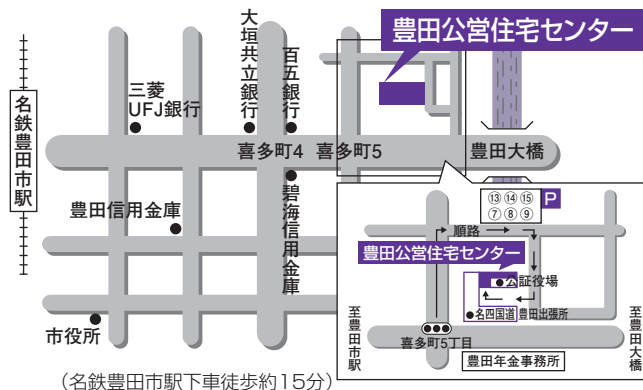 豊田公営住宅センター
大垣共立銀行
百五銀行
三菱
UFJ銀行
名鉄豊田市駅
喜多町4
喜多町5
豊田大橋
豊田信用金庫
碧海信用金庫
市役所
（名鉄豊田市駅下車徒歩約15分）
⑬⑭⑮
⑦⑧⑨
P
順路
豊田公営住宅センター
公証役場
名四国道 豊田出張所
至豊田市駅
至豊田大橋
喜多町5丁目
豊田年金事務所